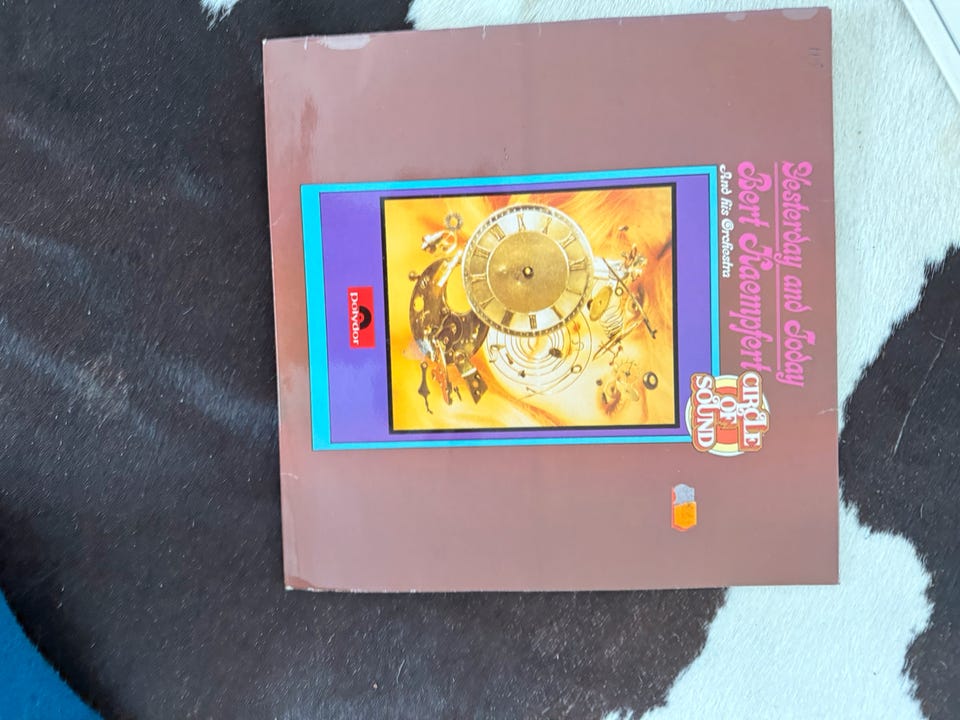 Yesterday and Today
Bert Kaempfert
And his Orchestra
CIRCLE
OF
SOUND
polydor